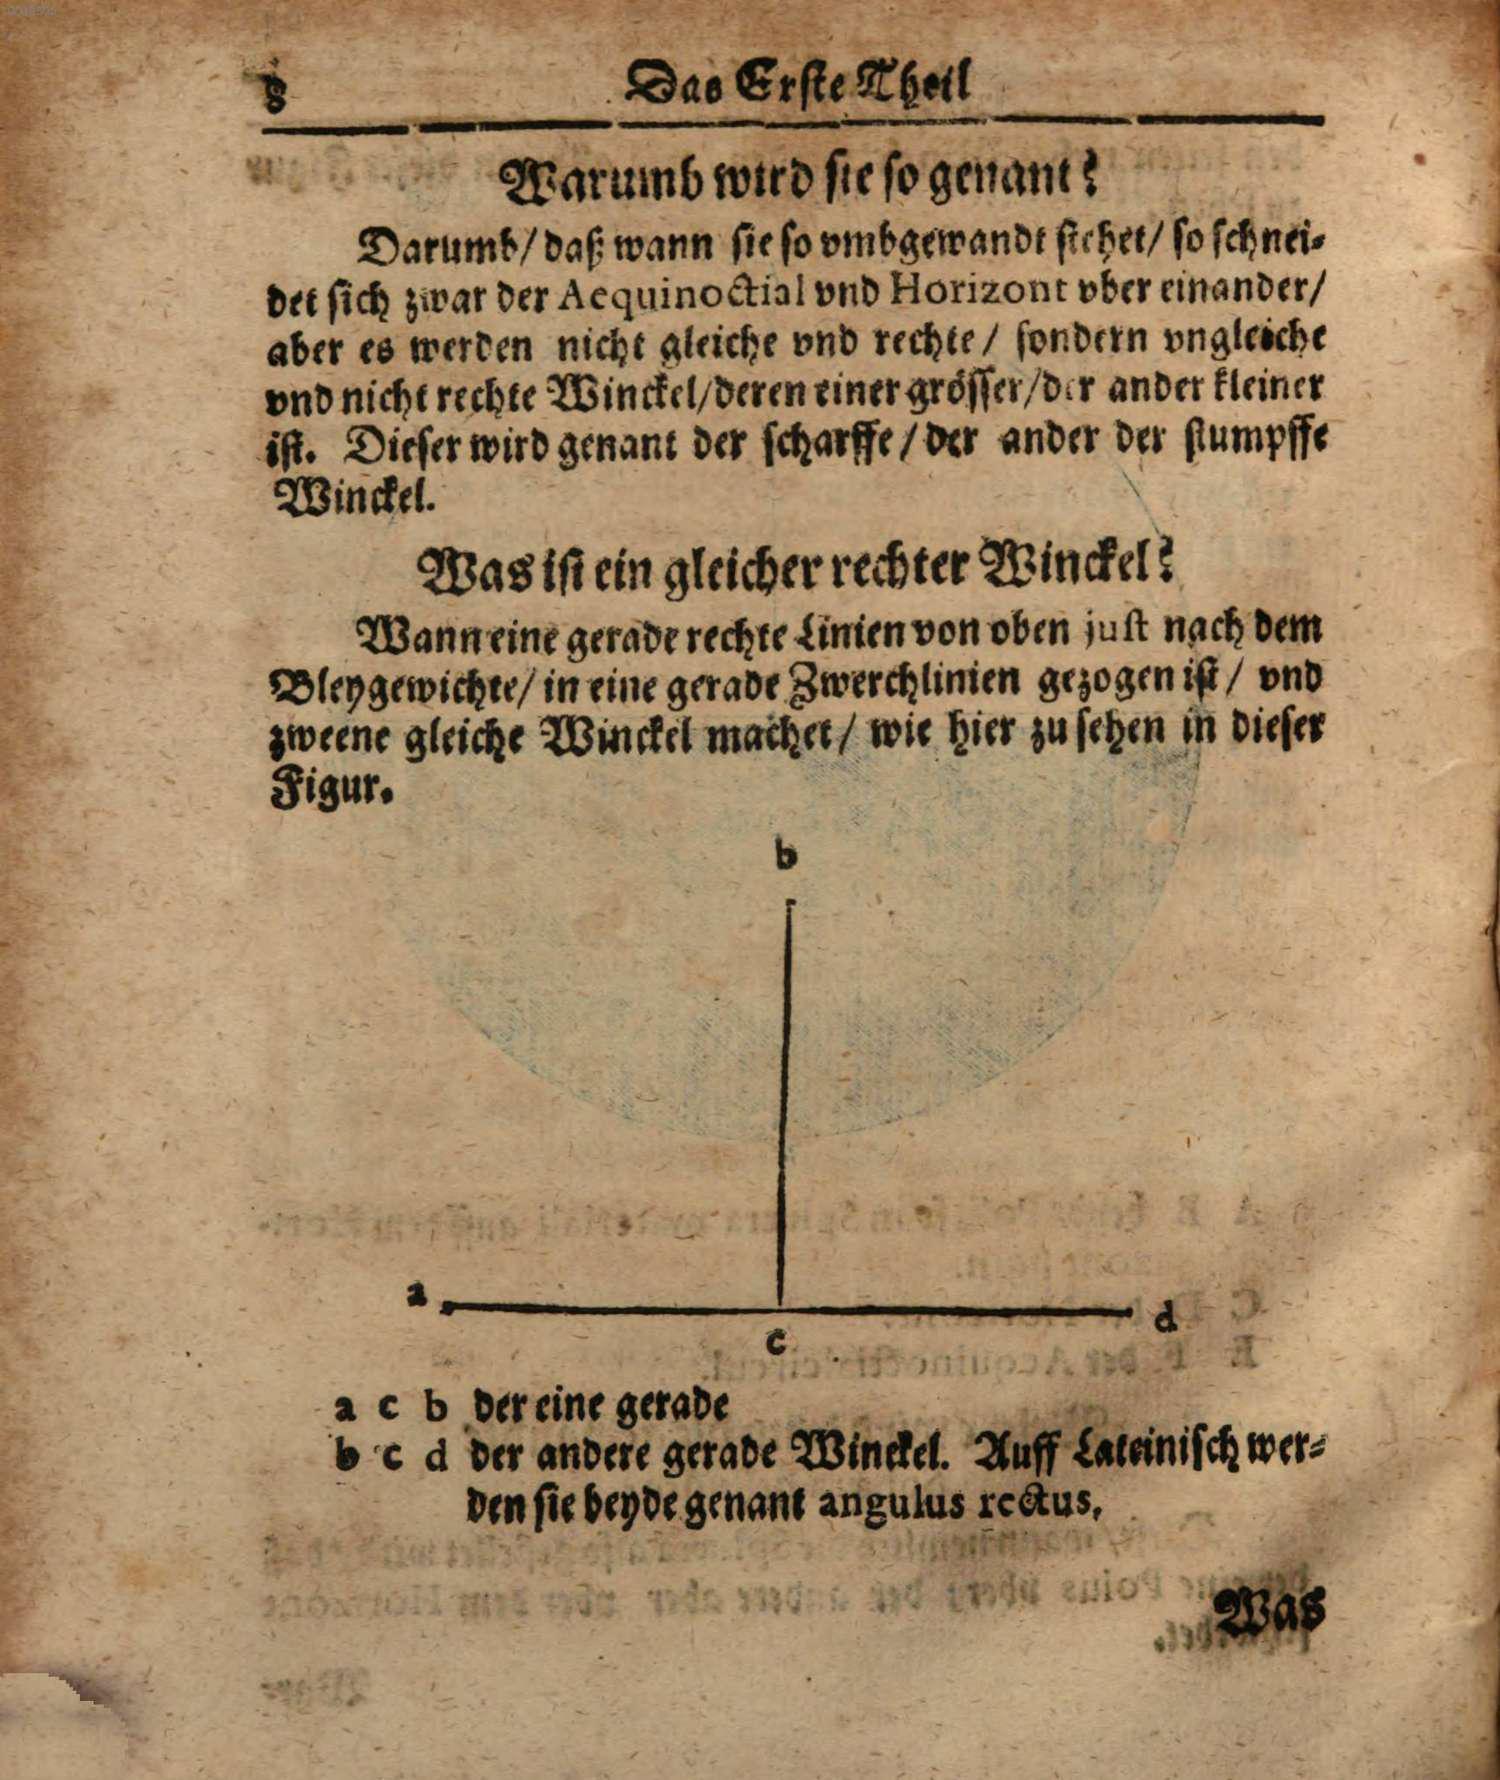 8 Das Erste Theil
Warumb wird sie so genant?
Darumb/ daß wann sie so vmbgewandt stehet/ so schnei-
det sich zwar der Aequinoctial vnd Horizont vber einander/
aber es werden nicht gleiche vnd rechte/ sondern vngleiche
vnd nicht rechte Winckel/ deren einer grösser/ der ander kleiner
ist. Dieser wird genant der scharffe/ der ander der stumpffe
Winckel.
Was ist ein gleicher rechter Winckel?
Wann eine gerade rechte Linien von oben just nach dem
Bleygewichte/ in eine gerade Zwerchlinien gezogen ist/ vnd
zweene gleiche Winckel machet/ wie hier zu sehen in dieser
Figur.
b
a
d
c
a c b der eine gerade
b c d der andere gerade Winckel. Auff Lateinisch wer-
den sie beyde genant angulus rectus.
Was